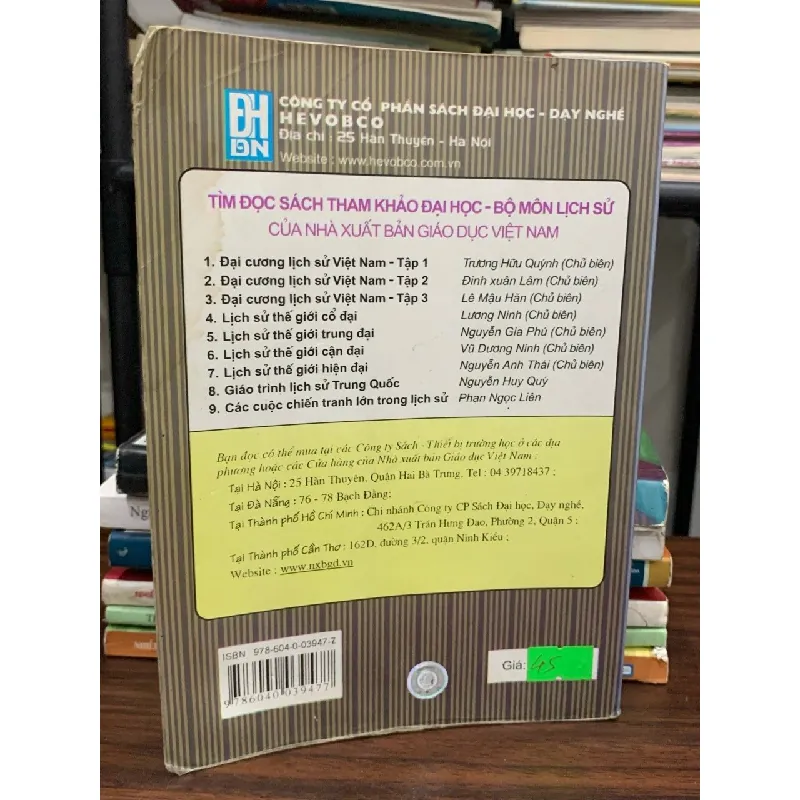 ĐH
DN
CÔNG TY CỔ PHẦN SÁCH ĐẠI HỌC - DẠY NGHỀ
HEVOBCO
Địa chỉ : 25 Hàn Thuyên - Hà Nội
Website : www.hevobco.com.vn
TÌM ĐỌC SÁCH THAM KHẢO ĐẠI HỌC - BỘ MÔN LỊCH SỬ
CỦA NHÀ XUẤT BẢN GIÁO DỤC VIỆT NAM
1. Đại cương lịch sử Việt Nam - Tập 1 Trương Hữu Quýnh (Chủ biên)
2. Đại cương lịch sử Việt Nam - Tập 2 Đinh xuân Lâm (Chủ biên)
3. Đại cương lịch sử Việt Nam - Tập 3 Lê Mậu Hãn (Chủ biên)
4. Lịch sử thế giới cổ đại Lương Ninh (Chủ biên)
5. Lịch sử thế giới trung đại Nguyễn Gia Phu (Chủ biên)
6. Lịch sử thế giới cận đại Vũ Dương Ninh (Chủ biên)
7. Lịch sử thế giới hiện đại Nguyễn Anh Thái (Chủ biên)
8. Giáo trình lịch sử Trung Quốc Nguyễn Huy Quý
9. Các cuộc chiến tranh lớn trong lịch sử Phan Ngọc Liên
Bạn đọc có thể mua tại các Công ty Sách - Thiết bị trường học ở các địa
phương hoặc các Cửa hàng của Nhà xuất bản Giáo dục Việt Nam :
Tại Hà Nội : 25 Hàn Thuyên, Quận Hai Bà Trưng, Tel : 04 39718437 ;
Tại Đà Nẵng : 76 - 78 Bạch Đằng;
Tại Thành phố Hồ Chí Minh : Chi nhánh Công ty CP Sách Đại học, Dạy nghề,
462A/3 Trần Hưng Đạo, Phường 2, Quận 5 ;
Tại Thành phố Cần Thơ : 162D, đường 3/2, quận Ninh Kiều ;
Website : www.nxbgd.vn
ISBN 978-604-0-03947-7
9786040039477
Giá: 45